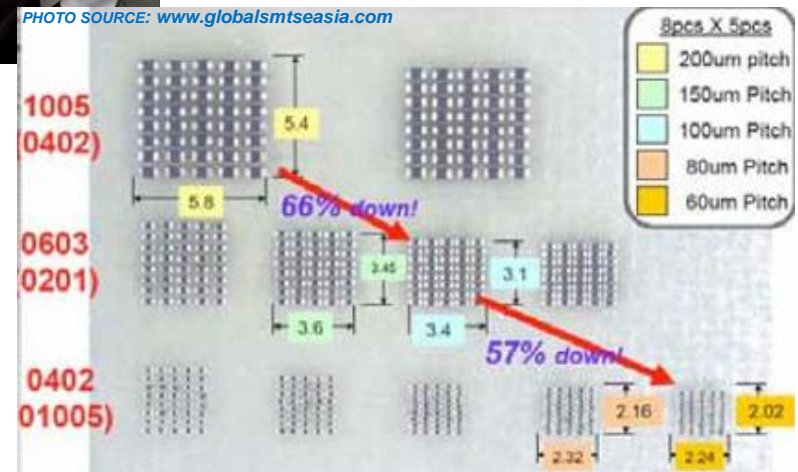 PHOTO SOURCE: www.globalsmtseasia.com
8pcs X 5pcs
200um pitch
150um Pitch
100um Pitch
80um Pitch
60um Pitch
1005
(0402)
5.4
5.8
66% down!
0603
(0201)
3.45
3.1
3.6
3.4
57% down!
0402
01005)
2.16
2.02
2.32
2.24